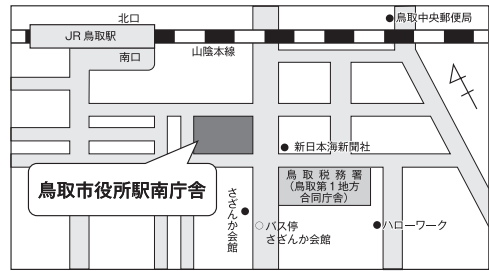 北口
鳥取中央郵便局
JR鳥取駅
山陰本線
南口
新日本海新聞社
鳥取税務署
(鳥取第1地方
合同庁舎)
鳥取市役所駅南庁舎
さざんか会館
バス停
さざんか会館
ハローワーク